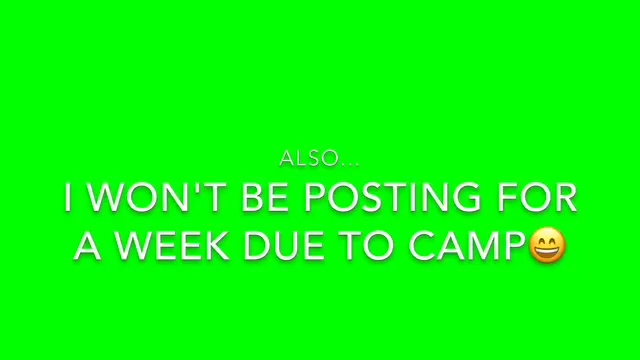 ALSO...
I WON'T BE POSTING FOR
A WEEK DUE TO CAMP😄